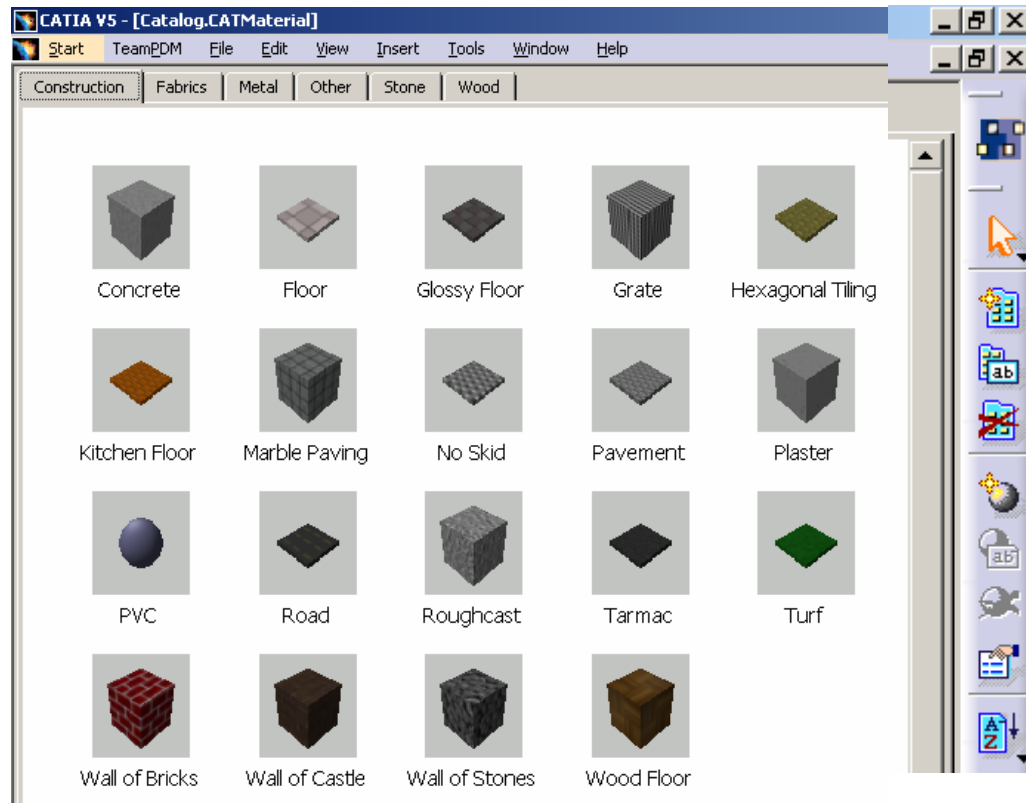 CATIA V5 - [Catalog.CATMaterial]
Start TeamPDM File Edit View Insert Tools Window Help
Construction Fabrics Metal Other Stone Wood
Concrete Floor Glossy Floor Grate Hexagonal Tiling
Kitchen Floor Marble Paving No Skid Pavement Plaster
PVC Road Roughcast Tarmac Turf
Wall of Bricks Wall of Castle Wall of Stones Wood Floor
ab
ab
A
Z